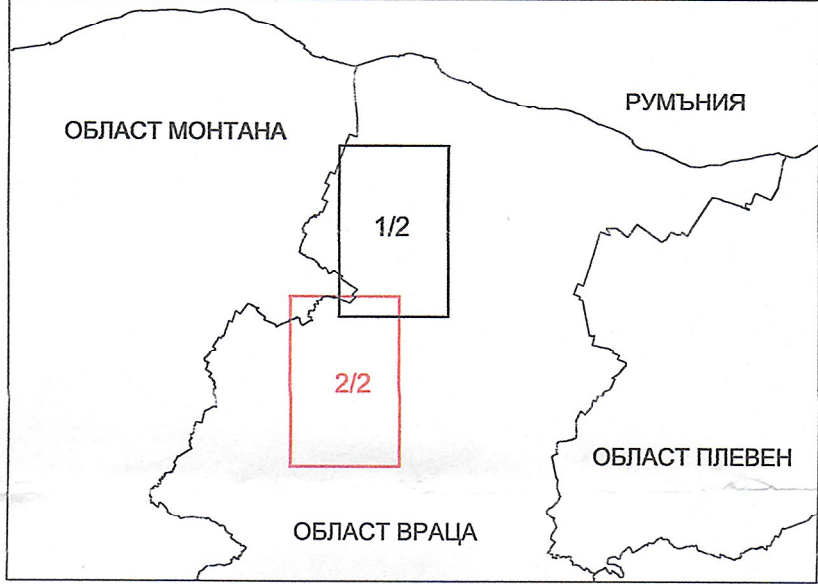 РУМЪНИЯ
ОБЛАСТ МОНТАНА
1/2
2/2
ОБЛАСТ ПЛЕВЕН
ОБЛАСТ ВРАЦА